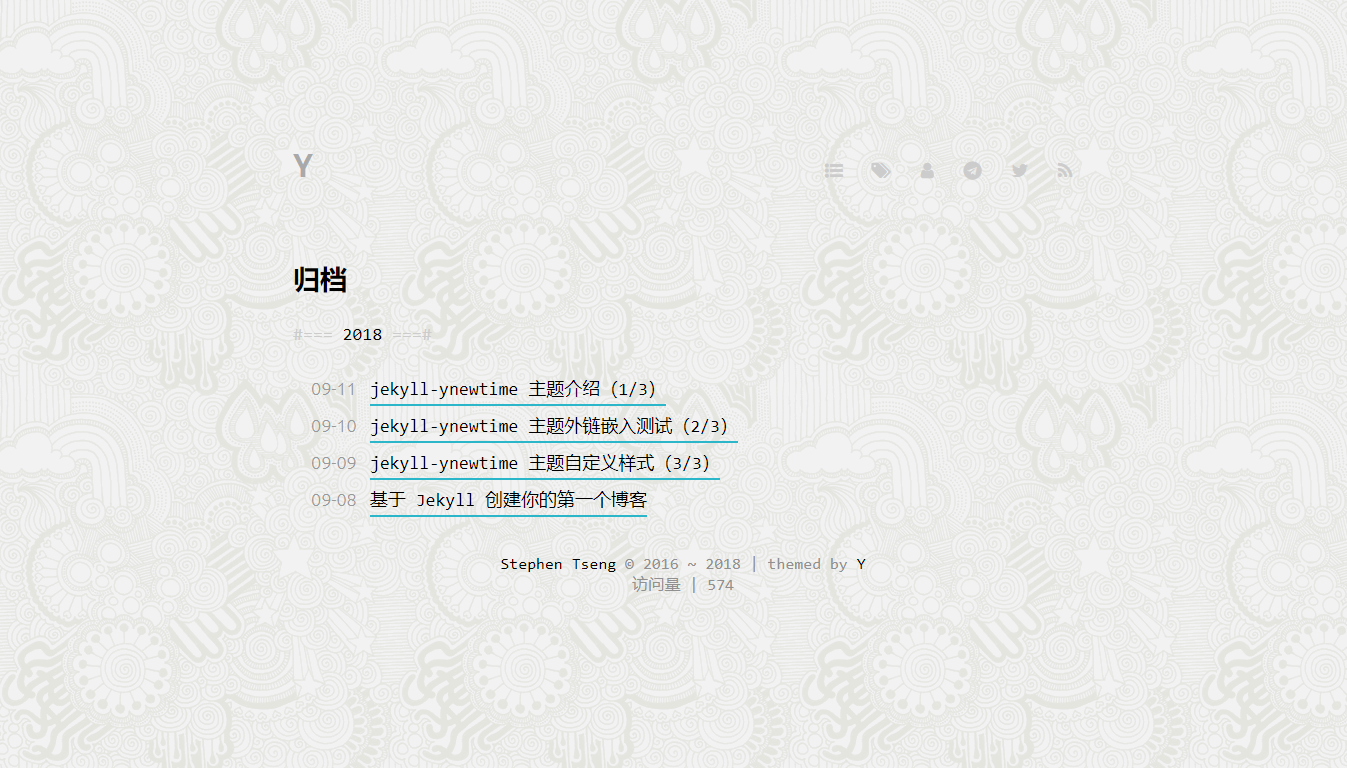 Y
归档
#=== 2018 ===#
09-11 jekyll-ynewtime 主题介绍（1/3）
09-10 jekyll-ynewtime 主题外链嵌入测试（2/3）
09-09 jekyll-ynewtime 主题自定义样式（3/3）
09-08 基于 Jekyll 创建你的第一个博客
Stephen Tseng © 2016 ~ 2018 | themed by Y
访问量 | 574